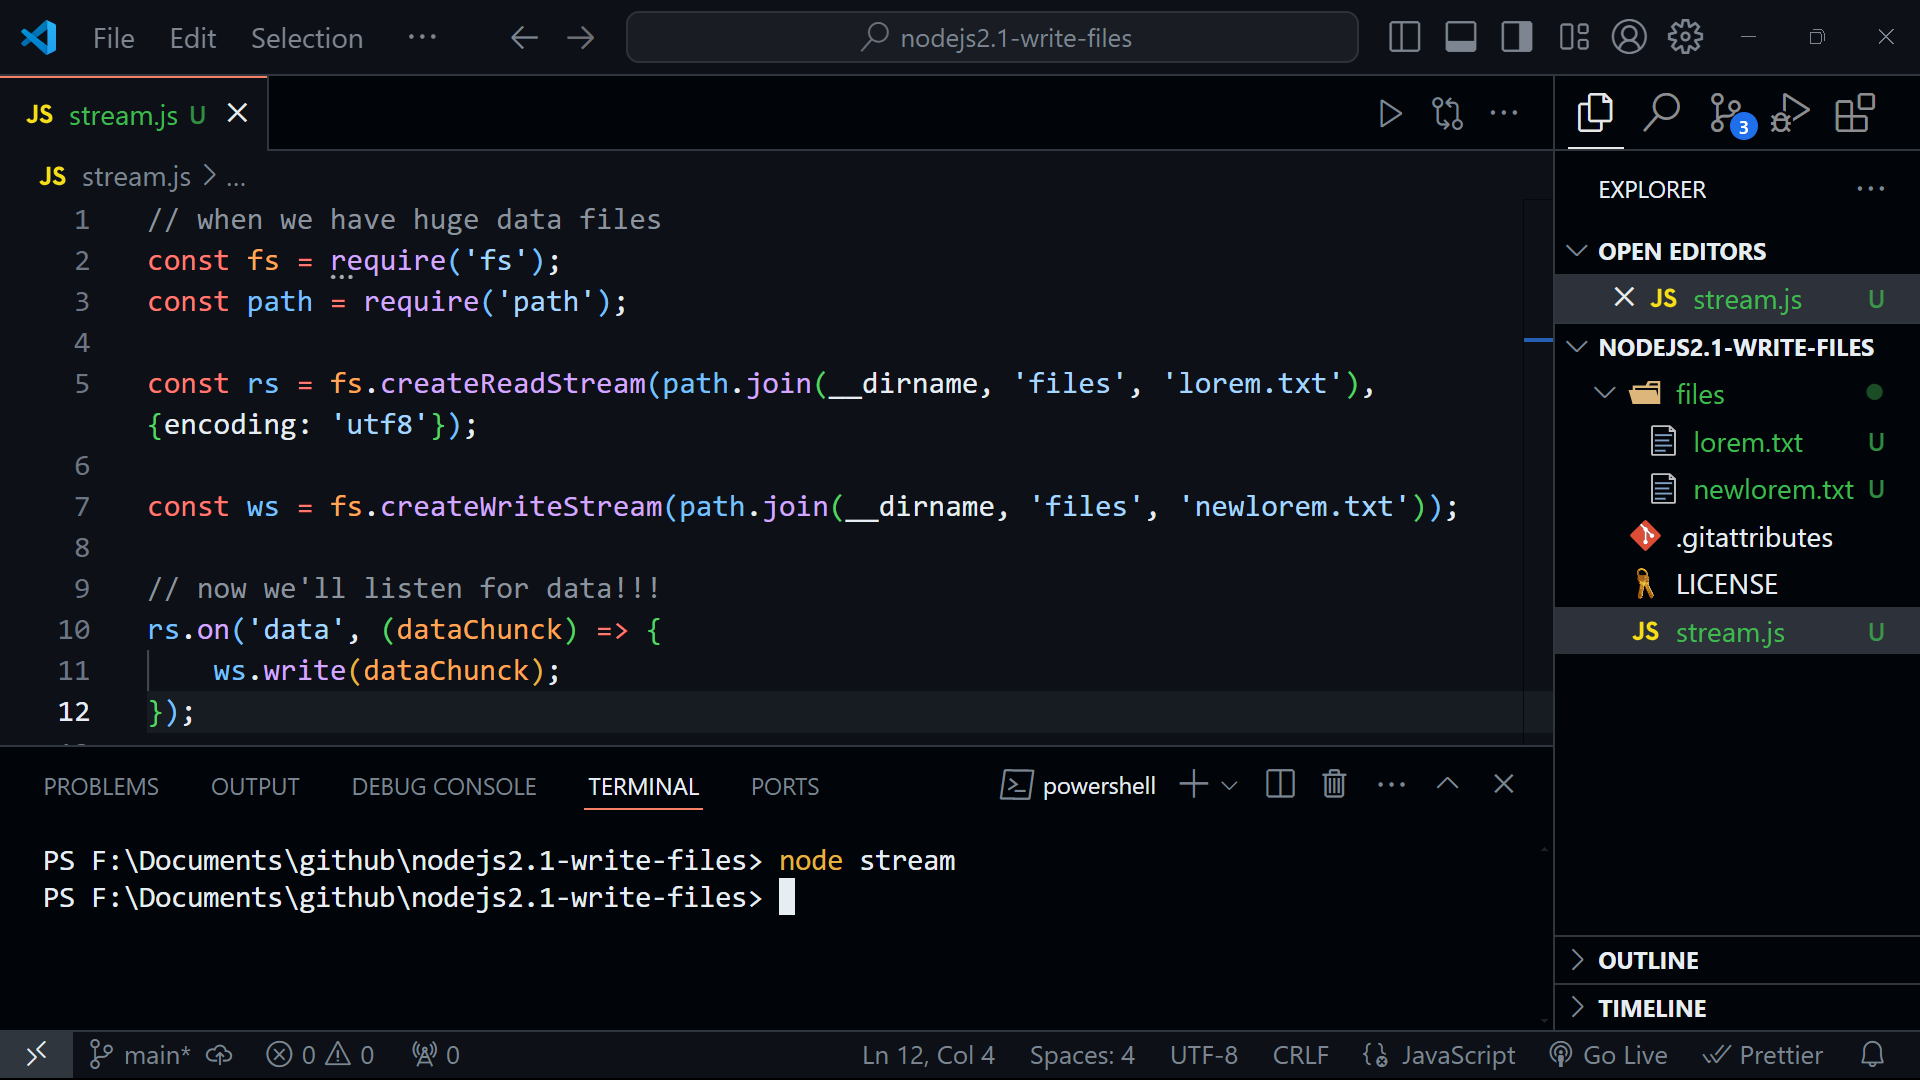 File Edit Selection ··· nodejs2.1-write-files
JS stream.js U
JS stream.js > ...
1 // when we have huge data files
2 const fs = require('fs');
3 const path = require('path');
4
5 const rs = fs.createReadStream(path.join(__dirname, 'files', 'lorem.txt'),
{encoding: 'utf8'});
6
7 const ws = fs.createWriteStream(path.join(__dirname, 'files', 'newlorem.txt'));
8
9 // now we'll listen for data!!!
10 rs.on('data', (dataChunck) => {
11 ws.write(dataChunck);
12 });
PROBLEMS OUTPUT DEBUG CONSOLE TERMINAL PORTS powershell
PS F:\Documents\github\nodejs2.1-write-files> node stream
PS F:\Documents\github\nodejs2.1-write-files>
3
EXPLORER
OPEN EDITORS
JS stream.js U
NODEJS2.1-WRITE-FILES
files
lorem.txt U
newlorem.txt U
.gitattributes
LICENSE
JS stream.js U
OUTLINE
TIMELINE
main* 0 0 0 Ln 12, Col 4 Spaces: 4 UTF-8 CRLF JavaScript Go Live Prettier